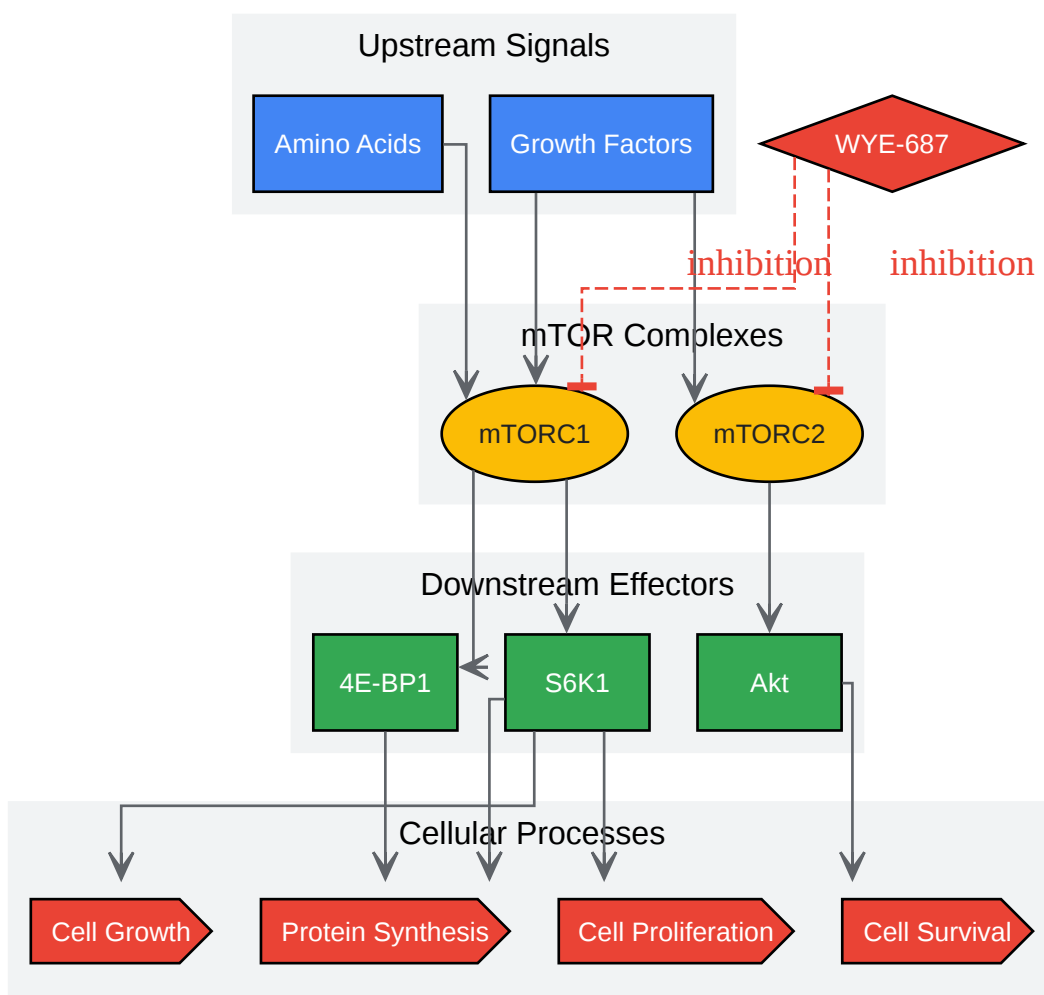 Upstream Signals
Amino Acids
Growth Factors
WYE-687
inhibition
inhibition
mTOR Complexes
mTORC1
mTORC2
Downstream Effectors
4E-BP1
S6K1
Akt
Cellular Processes
Cell Growth
Protein Synthesis
Cell Proliferation
Cell Survival